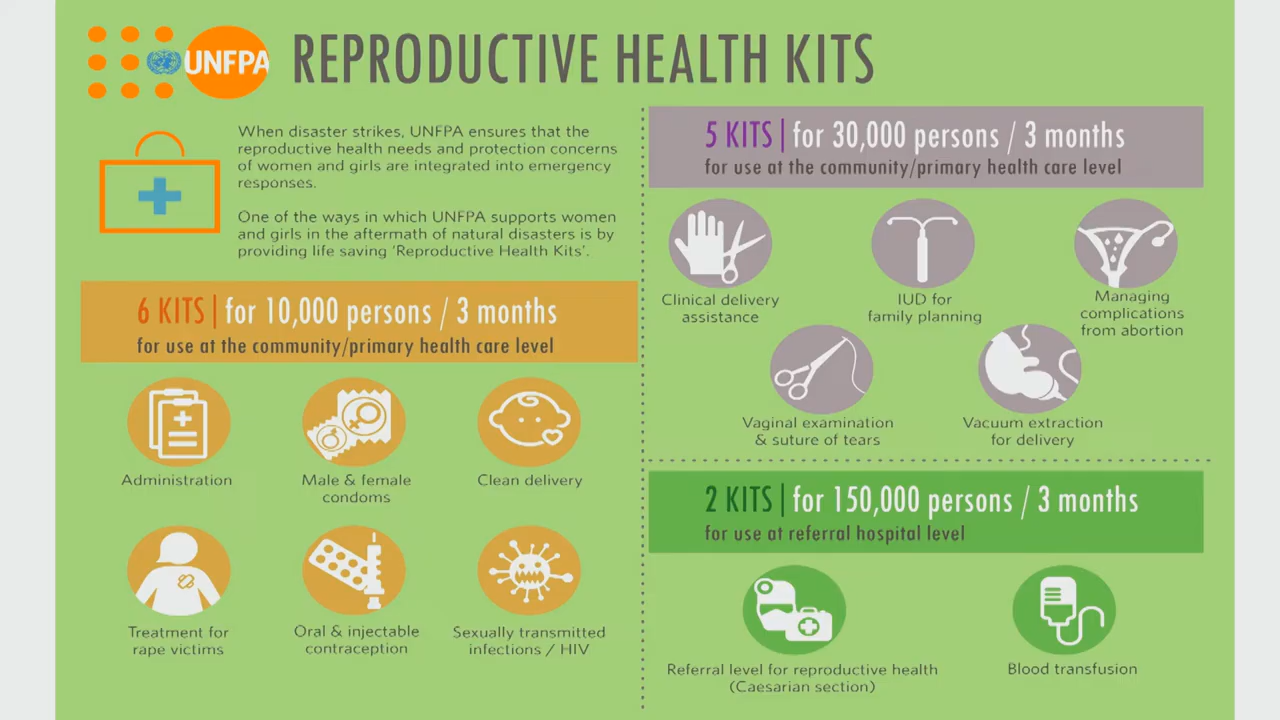 UNFPA
REPRODUCTIVE HEALTH KITS
When disaster strikes, UNFPA ensures that the
reproductive health needs and protection concerns
of women and girls are integrated into emergency
responses.
One of the ways in which UNFPA supports women
and girls in the aftermath of natural disasters is by
providing life saving 'Reproductive Health Kits'.
6 KITS | for 10,000 persons / 3 months
for use at the community/primary health care level
Administration
Male & female
condoms
Clean delivery
Treatment for
rape victims
Oral & injectable
contraception
Sexually transmitted
infections / HIV
5 KITS | for 30,000 persons / 3 months
for use at the community/primary health care level
Clinical delivery
assistance
IUD for
family planning
Managing
complications
from abortion
Vaginal examination
& suture of tears
Vacuum extraction
for delivery
2 KITS | for 150,000 persons / 3 months
for use at referral hospital level
Referral level for reproductive health
(Caesarian section)
Blood transfusion